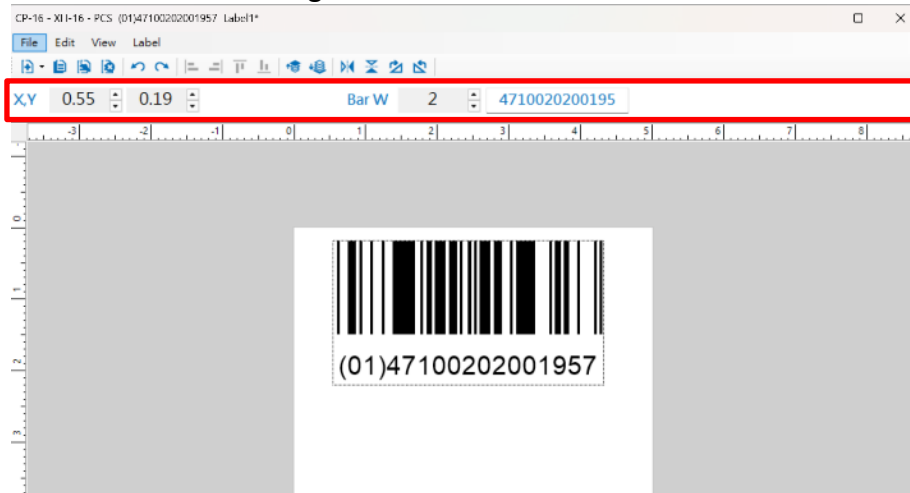 CP-16 - XII-16 - PCS (01)47100202001957 Label1*
File Edit View Label
X,Y 0.55 0.19 Bar W 2 4710020200195
-3 -2 -1 0 1 2 3 4 5 6 7 8
0
1
2
3
(01)47100202001957